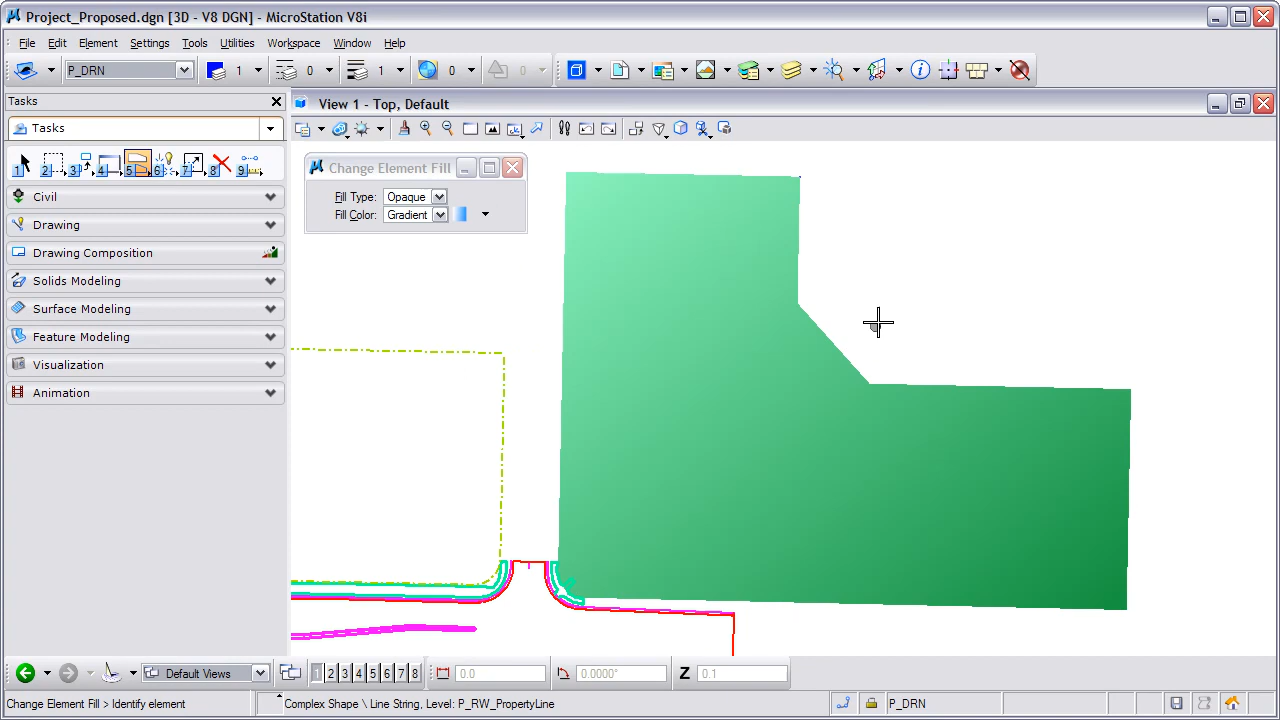 Project_Proposed.dgn [3D - V8 DGN] - MicroStation V8i
File Edit Element Settings Tools Utilities Workspace Window Help
P_DRN 1 0 1 0 0
Tasks
View 1 - Top, Default
Tasks
1 2 3 4 5 6 7 8 9
Change Element Fill
Fill Type: Opaque
Fill Color: Gradient
Civil
Drawing
Drawing Composition
Solids Modeling
Surface Modeling
Feature Modeling
Visualization
Animation
Default Views 1 2 3 4 5 6 7 8 0.0 0.0000° Z 0.1
Change Element Fill > Identify element Complex Shape \ Line String, Level: P_RW_PropertyLine P_DRN